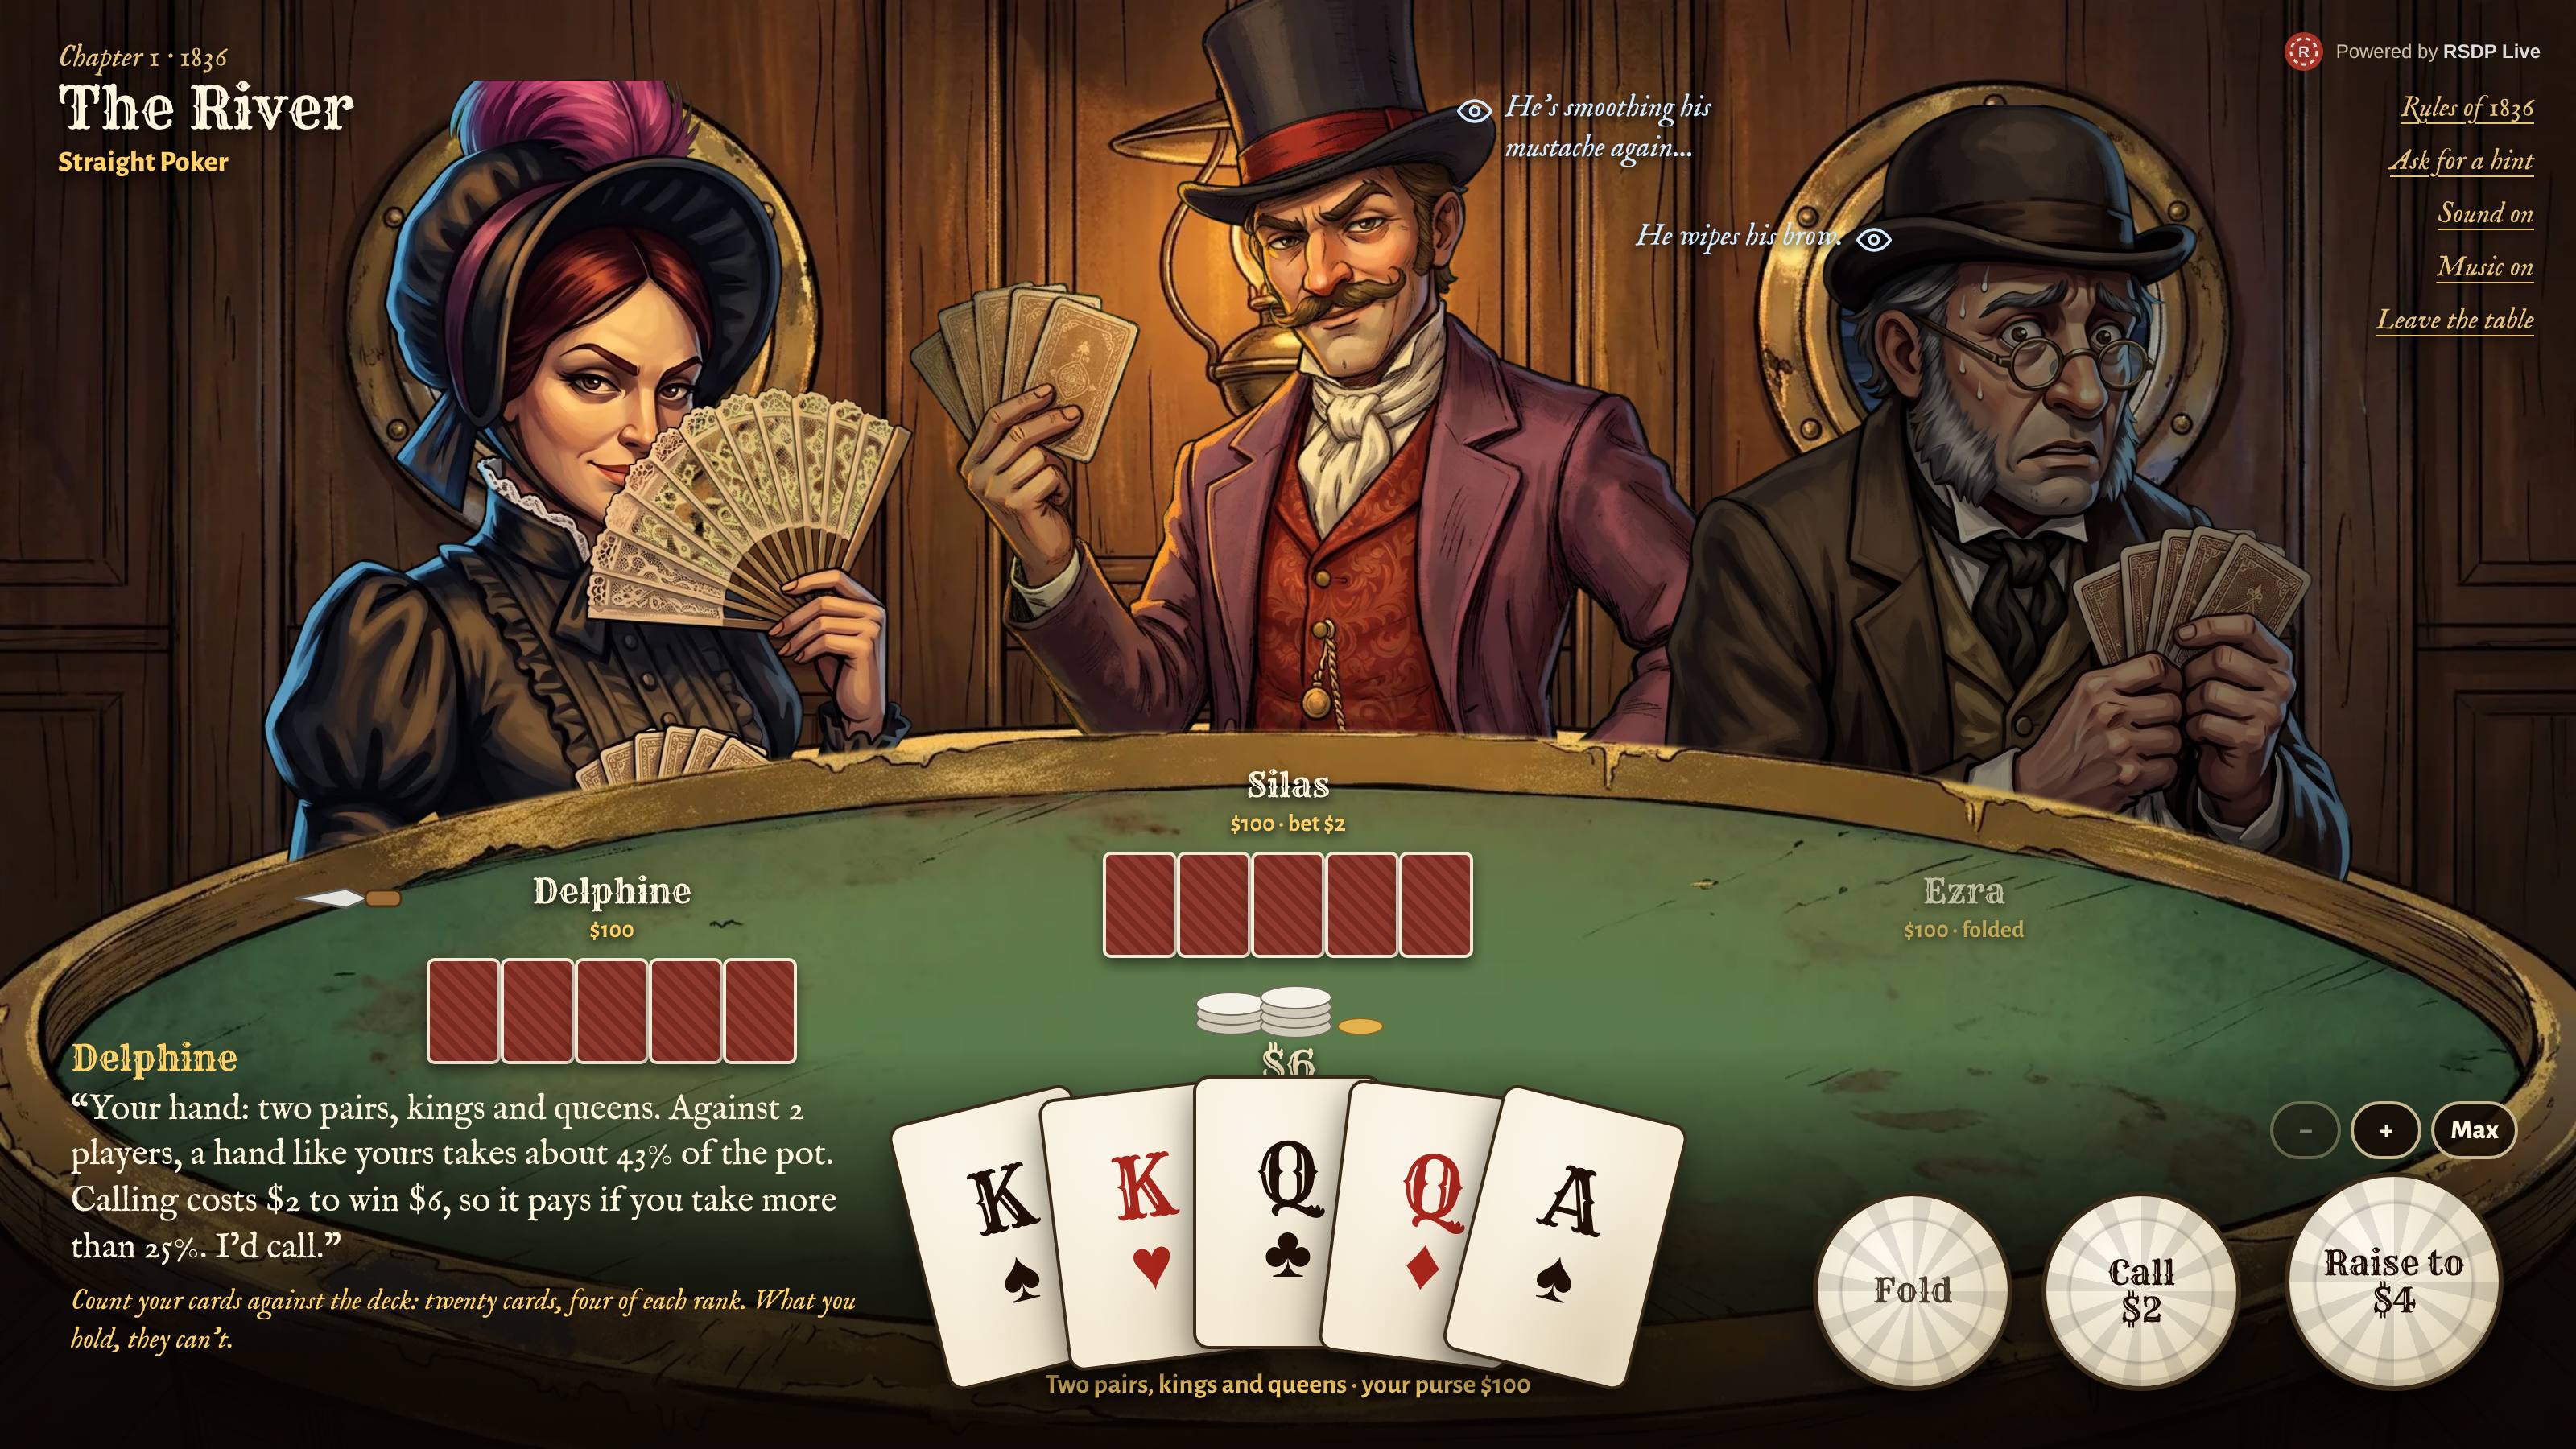 Chapter 1 · 1836
The River
Straight Poker
R
Powered by RSDP Live
Rules of 1836
Ask for a hint
Sound on
Music on
Leave the table
He's smoothing his
mustache again...
He wipes his brow.
Silas
$100 · bet $2
Delphine
$100
Ezra
$100 · folded
$6
Delphine
“Your hand: two pairs, kings and queens. Against 2
players, a hand like yours takes about 43% of the pot.
Calling costs $2 to win $6, so it pays if you take more
than 25%. I’d call.”
Count your cards against the deck: twenty cards, four of each rank. What you
hold, they can’t.
K
K
Q
Q
A
Two pairs, kings and queens · your purse $100
−
+
Max
Fold
Call
$2
Raise to
$4